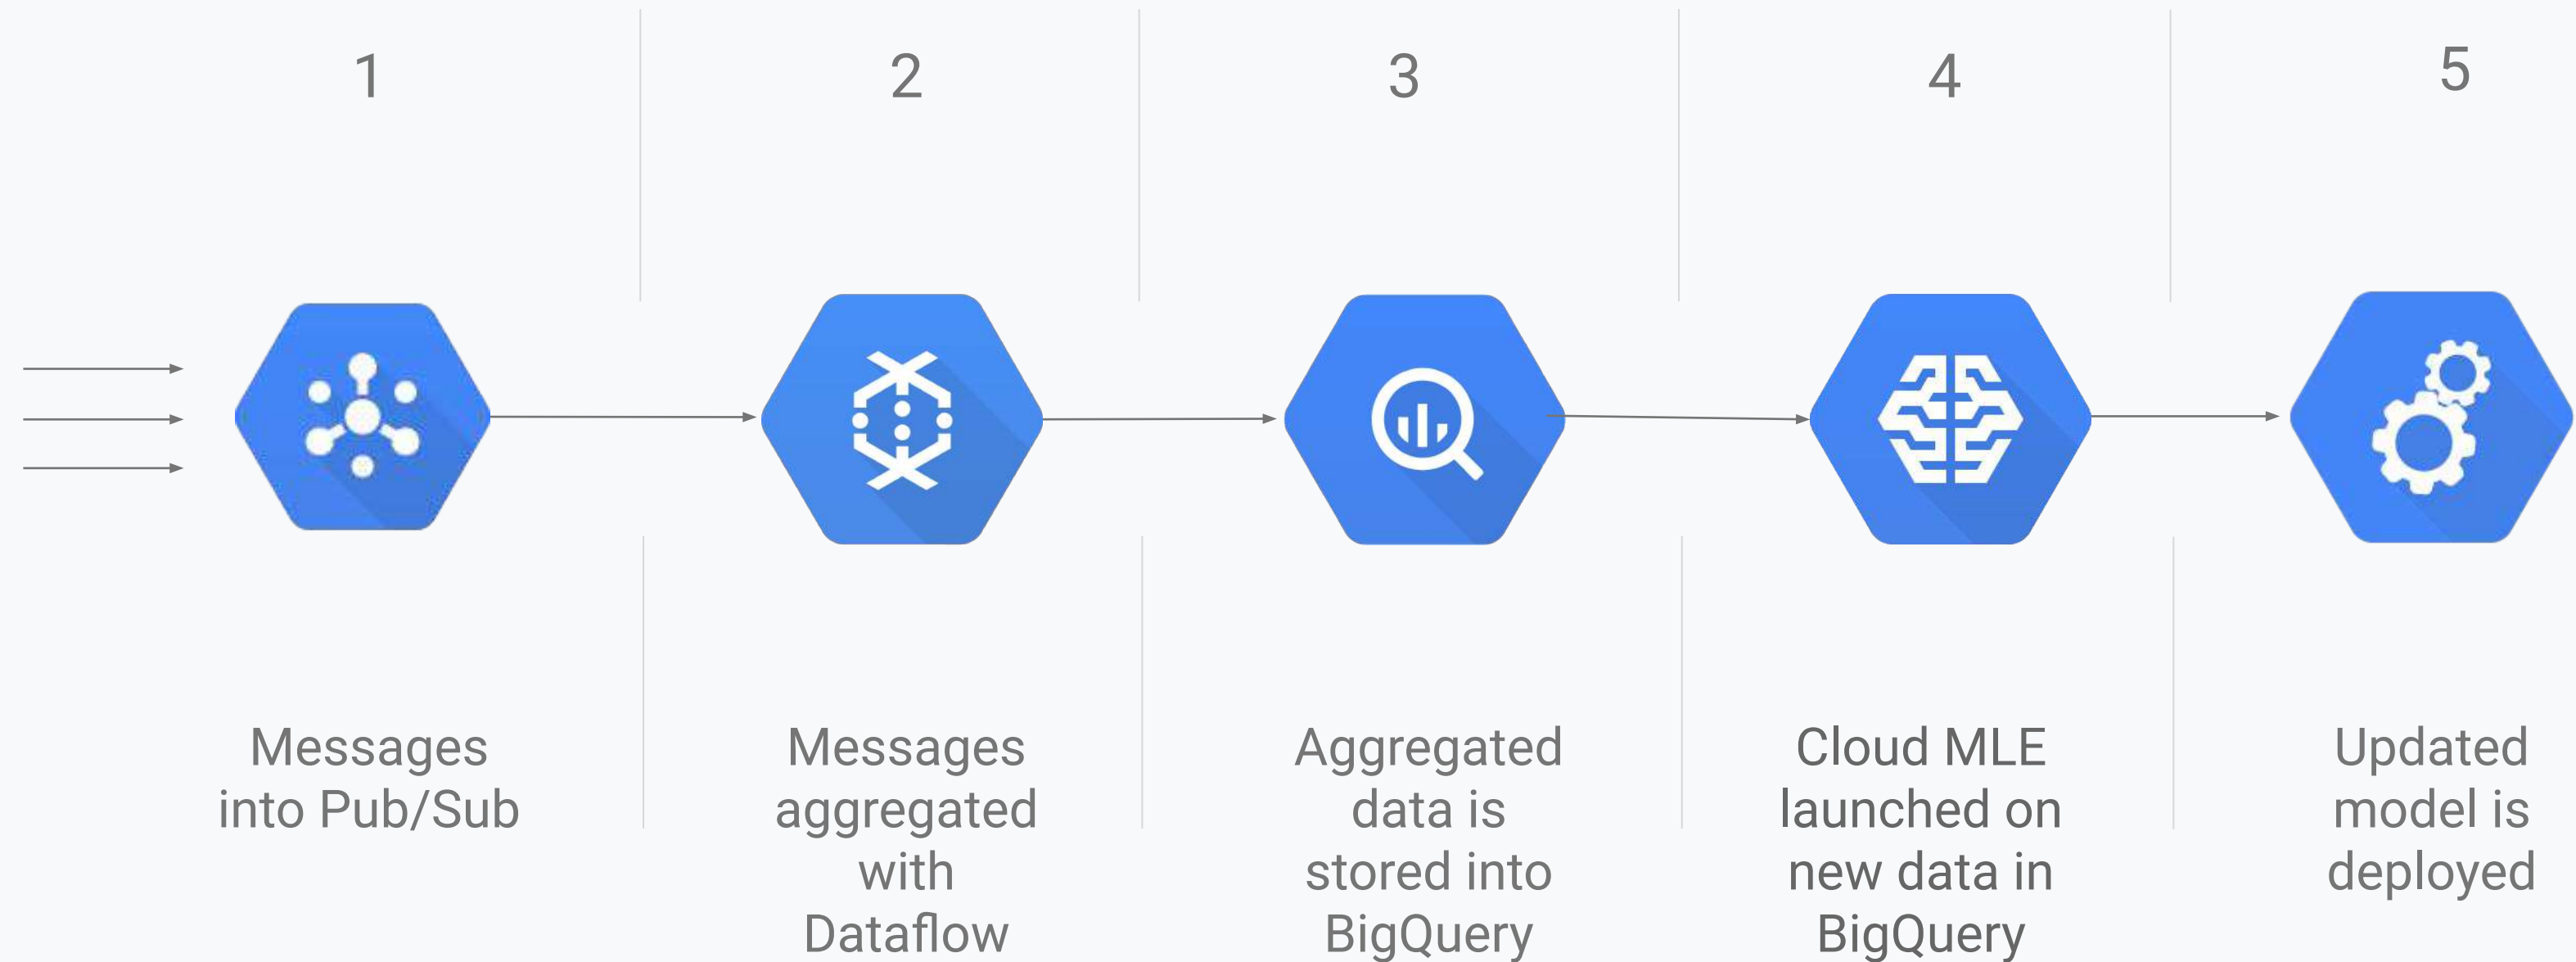 1
2
3
4
5
Messages
into Pub/Sub
Messages
aggregated
with
Dataflow
Aggregated
data is
stored into
BigQuery
Cloud MLE
launched on
new data in
BigQuery
Updated
model is
deployed